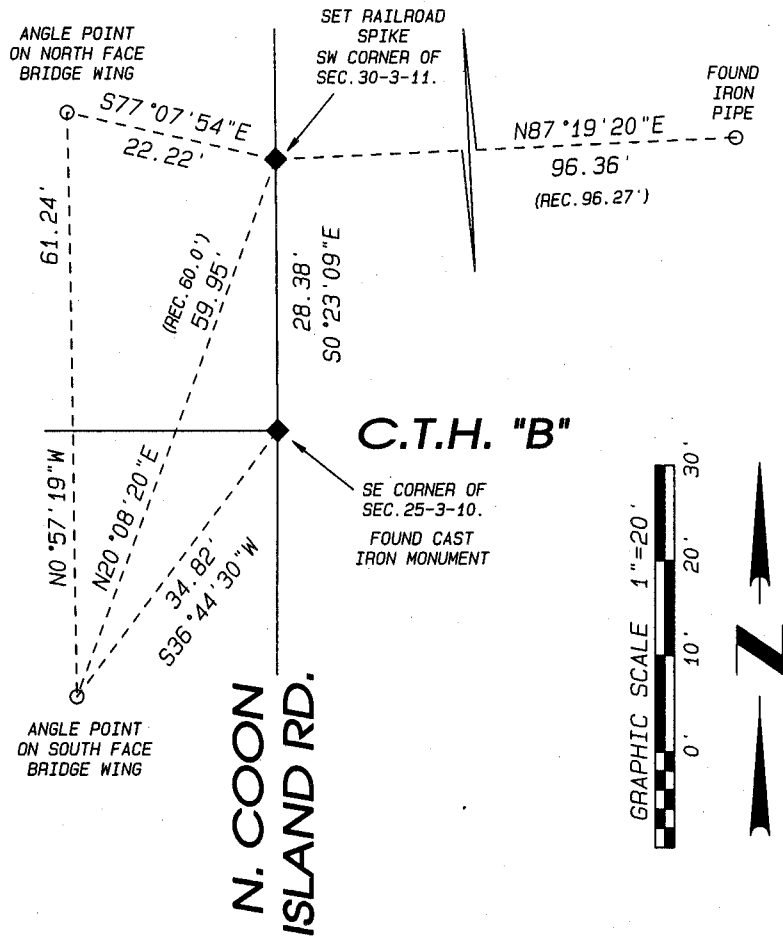 ANGLE POINT
ON NORTH FACE
BRIDGE WING
SET RAILROAD
SPIKE
SW CORNER OF
SEC.30-3-11.
FOUND
IRON
PIPE
S77°07'54"E
22.22'
N87°19'20"E
96.36'
(REC.96.27')
61.24'
N0°57'19"W
(REC.60.0')
59.95'
N20°08'20"E
28.38'
S0°23'09"E
C.T.H. "B"
SE CORNER OF
SEC.25-3-10.
FOUND CAST
IRON MONUMENT
34.82'
S36°44'30"W
ANGLE POINT
ON SOUTH FACE
BRIDGE WING
N. COON
ISLAND RD.
GRAPHIC SCALE 1"=20'
0' 10' 20' 30'
N